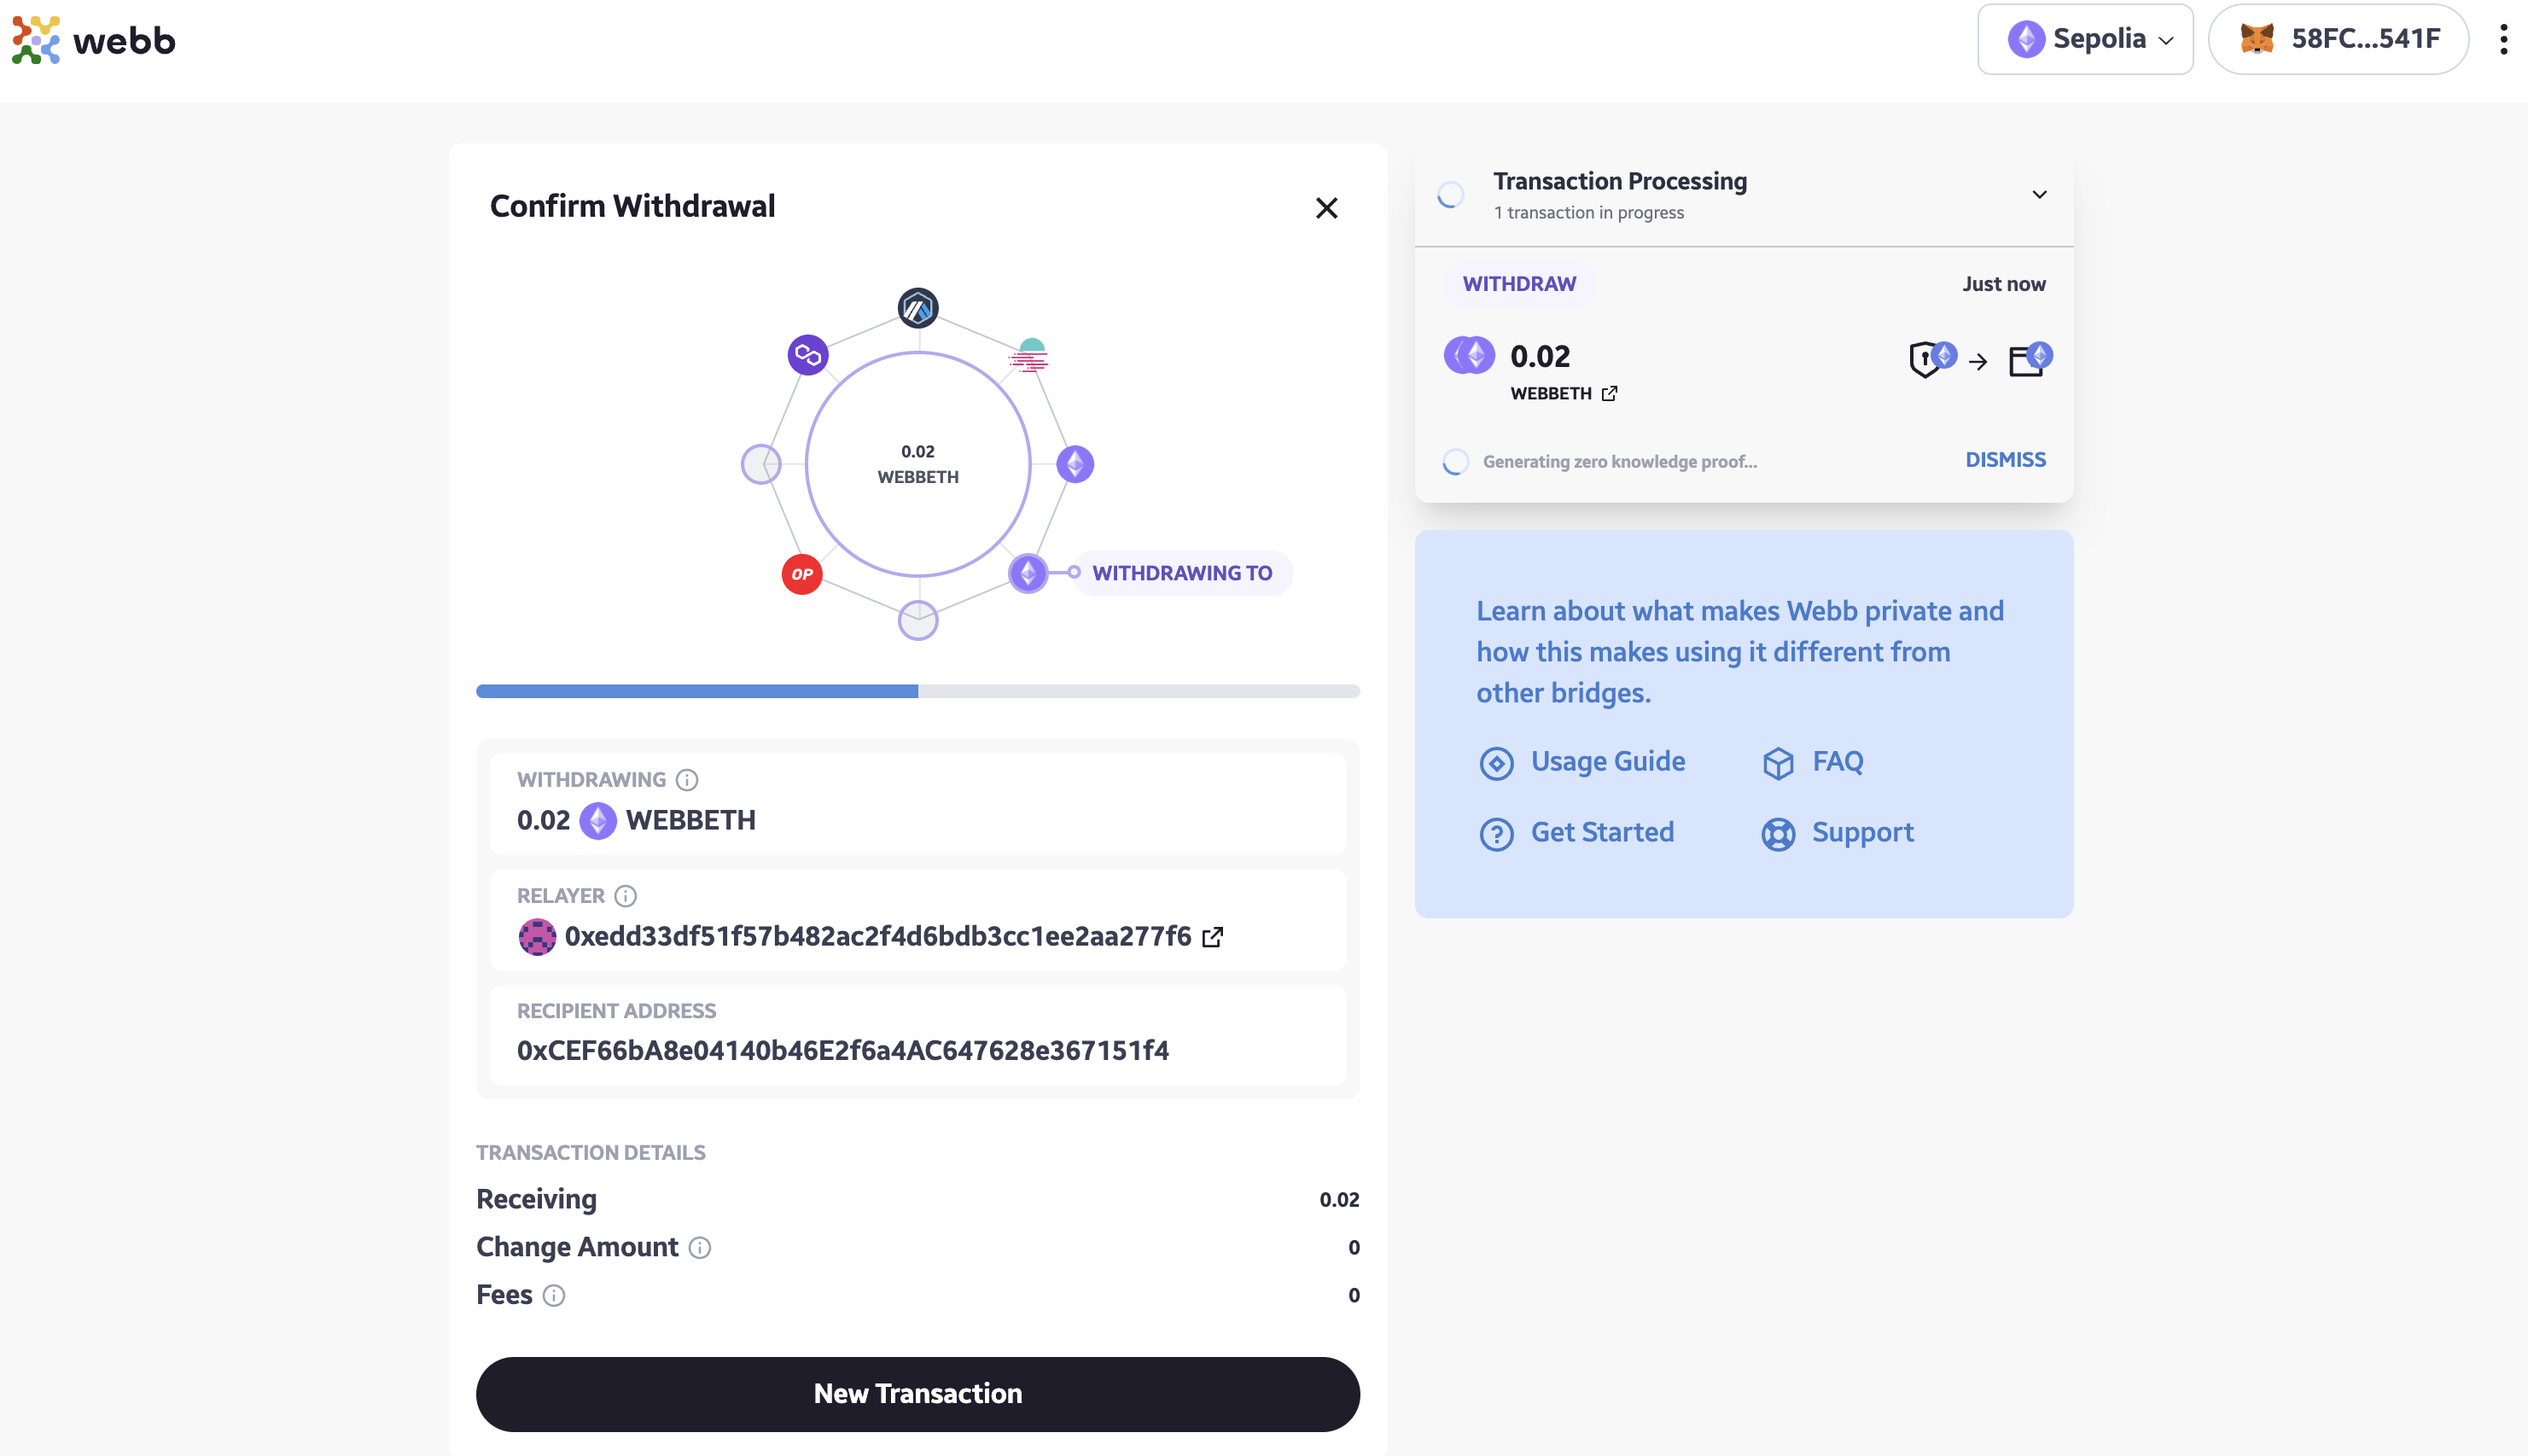 webb
Sepolia
58FC...541F
Confirm Withdrawal
0.02
WEBBETH
OP
WITHDRAWING TO
WITHDRAWING
0.02 WEBBETH
RELAYER
0xedd33df51f57b482ac2f4d6bdb3cc1ee2aa277f6
RECIPIENT ADDRESS
0xCEF66bA8e04140b46E2f6a4AC647628e367151f4
TRANSACTION DETAILS
Receiving 0.02
Change Amount 0
Fees 0
New Transaction
Transaction Processing
1 transaction in progress
WITHDRAW Just now
0.02
WEBBETH
Generating zero knowledge proof... DISMISS
Learn about what makes Webb private and
how this makes using it different from
other bridges.
Usage Guide FAQ
Get Started Support